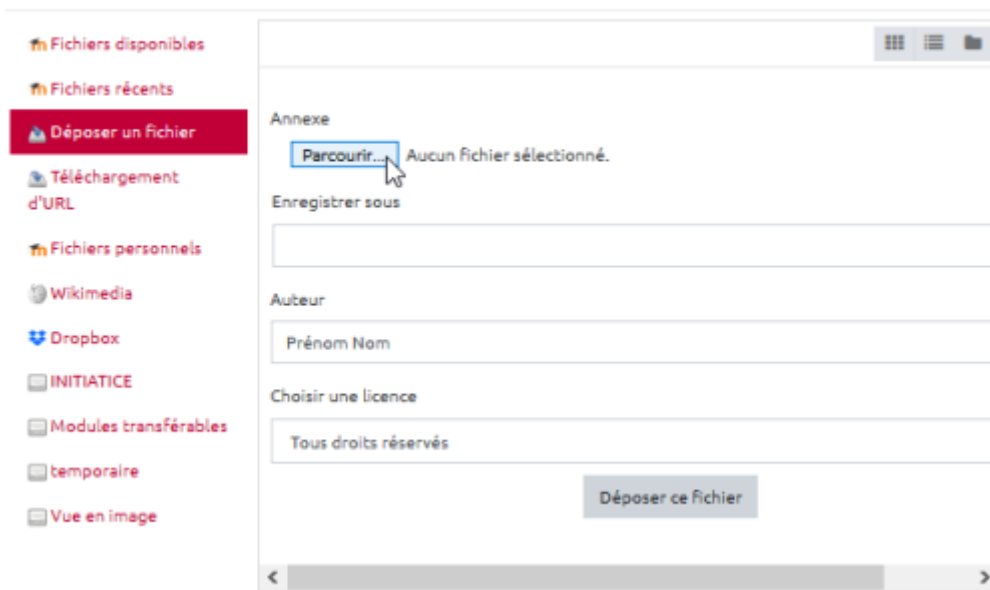 Fichiers disponibles
Fichiers récents
Déposer un fichier
Téléchargement
d'URL
Fichiers personnels
Wikimedia
Dropbox
INITIATICE
Modules transférables
temporaire
Vue en image
Annexe
Parcourir... Aucun fichier sélectionné.
Enregistrer sous
Auteur
Prénom Nom
Choisir une licence
Tous droits réservés
Déposer ce fichier